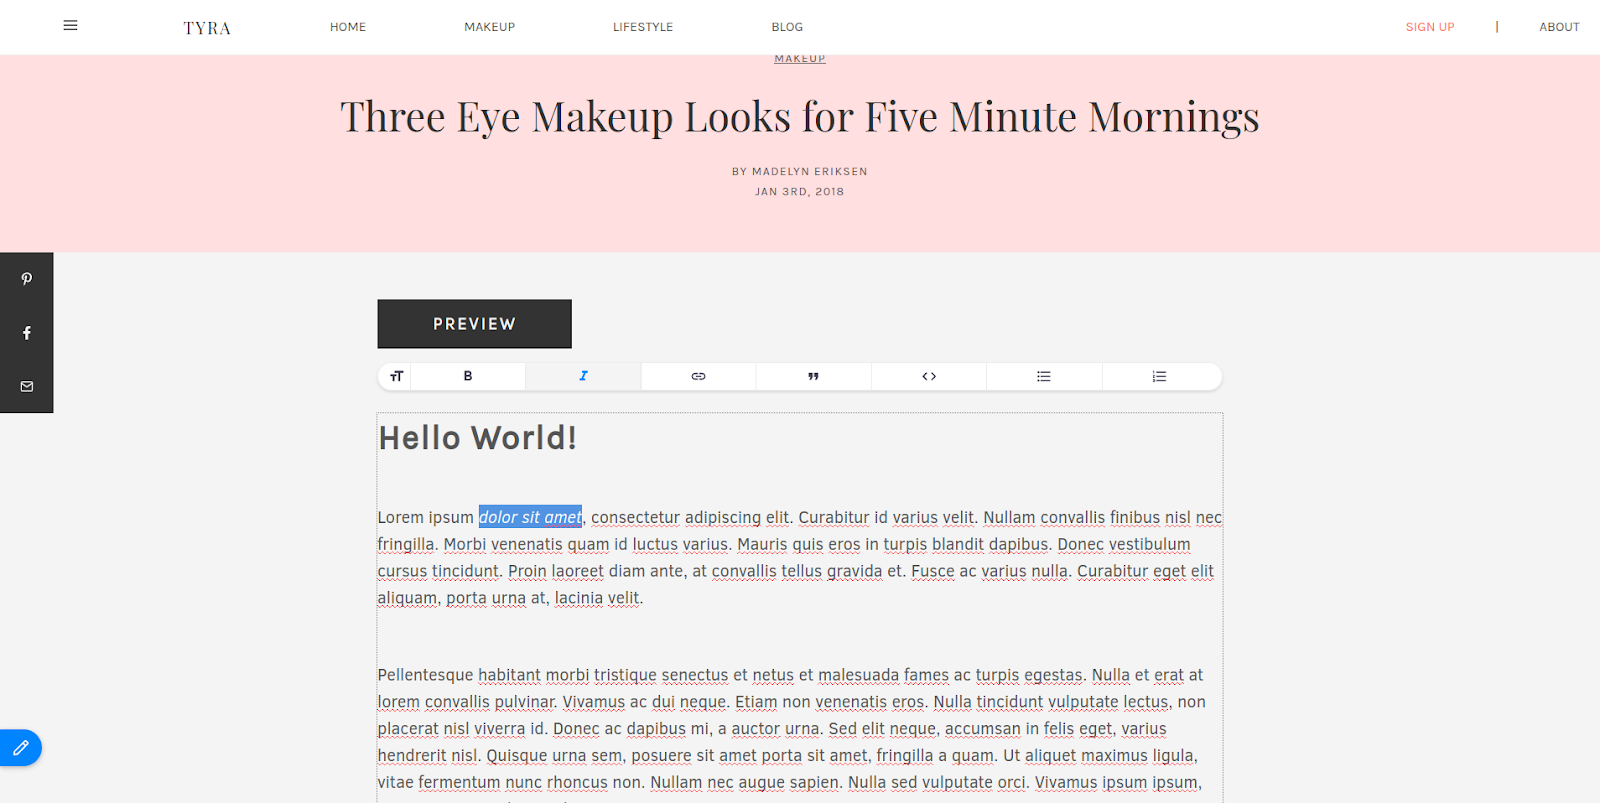 TYRA HOME MAKEUP LIFESTYLE BLOG SIGN UP | ABOUT
MAKEUP
Three Eye Makeup Looks for Five Minute Mornings
BY MADELYN ERIKSEN
JAN 3RD, 2018
PREVIEW
Hello World!
Lorem ipsum dolor sit amet, consectetur adipiscing elit. Curabitur id varius velit. Nullam convallis finibus nisl nec
fringilla. Morbi venenatis quam id luctus varius. Mauris quis eros in turpis blandit dapibus. Donec vestibulum
cursus tincidunt. Proin laoreet diam ante, at convallis tellus gravida et. Fusce ac varius nulla. Curabitur eget elit
aliquam, porta urna at, lacinia velit.
Pellentesque habitant morbi tristique senectus et netus et malesuada fames ac turpis egestas. Nulla et erat at
lorem convallis pulvinar. Vivamus ac dui neque. Etiam non venenatis eros. Nulla tincidunt vulputate lectus, non
placerat nisl viverra id. Donec ac dapibus mi, a auctor urna. Sed elit neque, accumsan in felis eget, varius
hendrerit nisl. Quisque urna sem, posuere sit amet porta sit amet, fringilla a quam. Ut aliquet maximus ligula,
vitae fermentum nunc rhoncus non. Nullam nec augue sapien. Nulla sed vulputate orci. Vivamus ipsum ipsum,